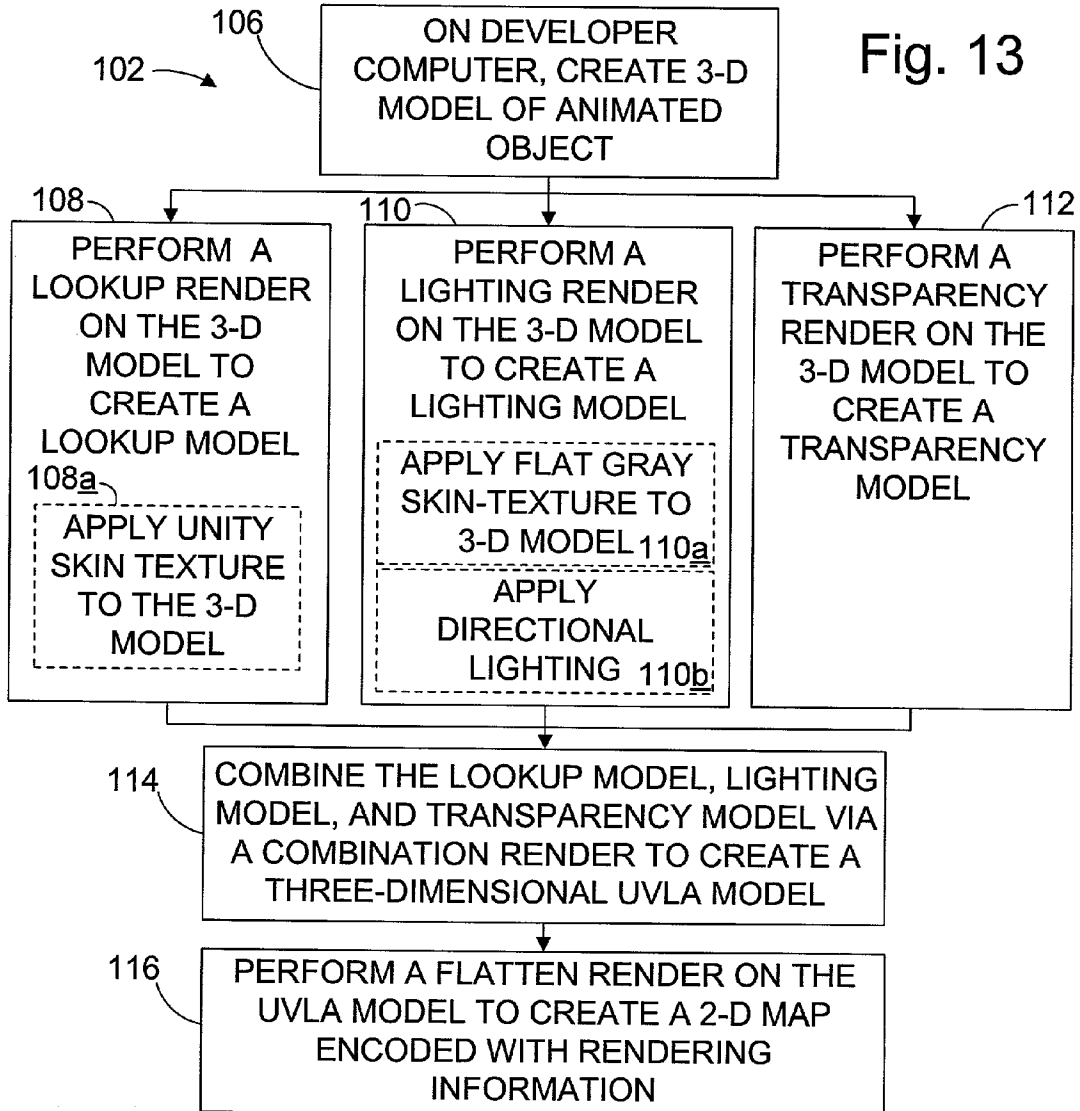 Fig. 13
102
106
ON DEVELOPER
COMPUTER, CREATE 3-D
MODEL OF ANIMATED
OBJECT
108
PERFORM A
LOOKUP RENDER
ON THE 3-D
MODEL TO
CREATE A
LOOKUP MODEL
108a
APPLY UNITY
SKIN TEXTURE
TO THE 3-D
MODEL
110
PERFORM A
LIGHTING RENDER
ON THE 3-D MODEL
TO CREATE A
LIGHTING MODEL
APPLY FLAT GRAY
SKIN-TEXTURE TO
3-D MODEL 110a
APPLY
DIRECTIONAL
LIGHTING 110b
112
PERFORM A
TRANSPARENCY
RENDER ON THE
3-D MODEL TO
CREATE A
TRANSPARENCY
MODEL
114
COMBINE THE LOOKUP MODEL, LIGHTING
MODEL, AND TRANSPARENCY MODEL VIA
A COMBINATION RENDER TO CREATE A
THREE-DIMENSIONAL UVLA MODEL
116
PERFORM A FLATTEN RENDER ON THE
UVLA MODEL TO CREATE A 2-D MAP
ENCODED WITH RENDERING
INFORMATION